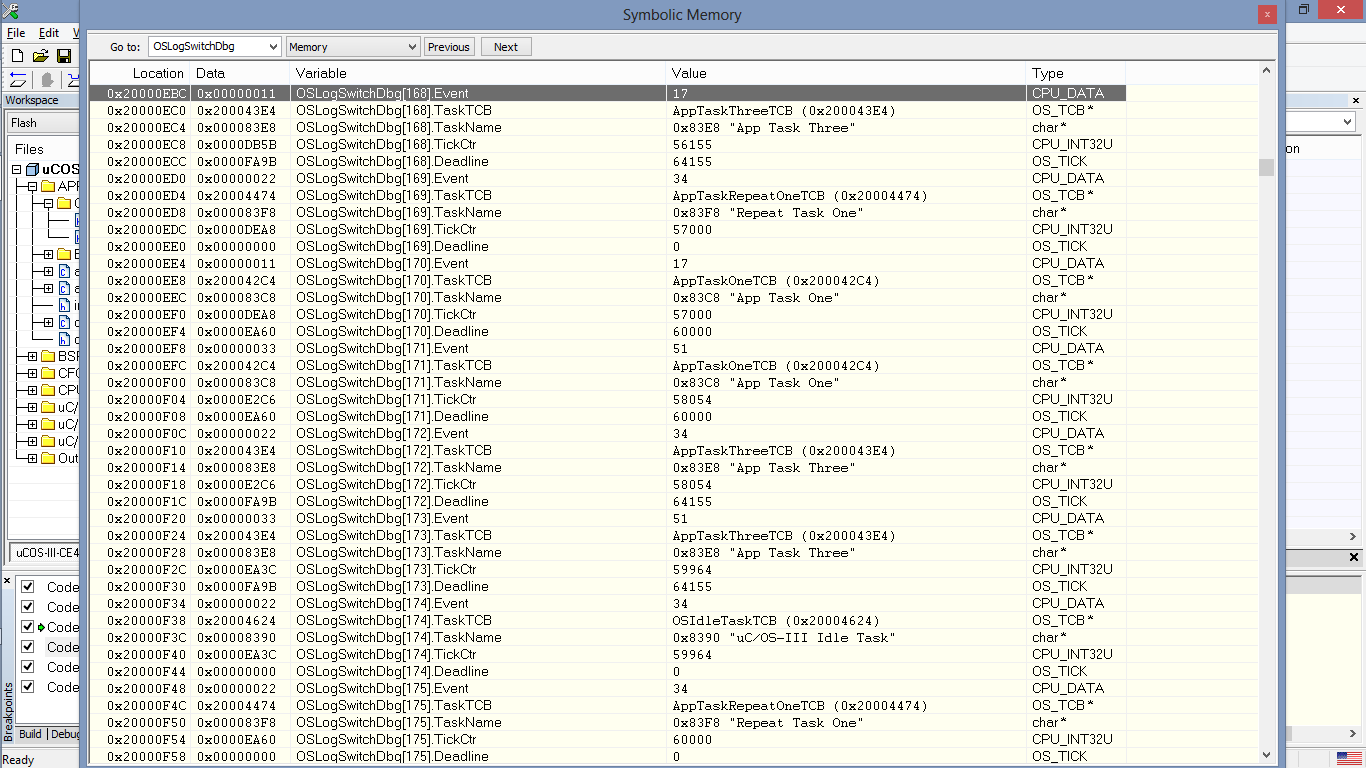 Symbolic Memory
File Edit
Go to: OSLogSwitchDbg Memory Previous Next
Location Data Variable Value Type
0x20000EBC 0x00000011 OSLogSwitchDbg[168].Event 17 CPU_DATA
0x20000EC0 0x200043E4 OSLogSwitchDbg[168].TaskTCB AppTaskThreeTCB (0x200043E4) OS_TCB*
0x20000EC4 0x000083E8 OSLogSwitchDbg[168].TaskName 0x83E8 "App Task Three" char*
0x20000EC8 0x0000DB5B OSLogSwitchDbg[168].TickCtr 56155 CPU_INT32U
0x20000ECC 0x0000FA9B OSLogSwitchDbg[168].Deadline 64155 OS_TICK
0x20000ED0 0x00000022 OSLogSwitchDbg[169].Event 34 CPU_DATA
0x20000ED4 0x20004474 OSLogSwitchDbg[169].TaskTCB AppTaskRepeatOneTCB (0x20004474) OS_TCB*
0x20000ED8 0x000083F8 OSLogSwitchDbg[169].TaskName 0x83F8 "Repeat Task One" char*
0x20000EDC 0x0000DEA8 OSLogSwitchDbg[169].TickCtr 57000 CPU_INT32U
0x20000EE0 0x00000000 OSLogSwitchDbg[169].Deadline 0 OS_TICK
0x20000EE4 0x00000011 OSLogSwitchDbg[170].Event 17 CPU_DATA
0x20000EE8 0x200042C4 OSLogSwitchDbg[170].TaskTCB AppTaskOneTCB (0x200042C4) OS_TCB*
0x20000EEC 0x000083C8 OSLogSwitchDbg[170].TaskName 0x83C8 "App Task One" char*
0x20000EF0 0x0000DEA8 OSLogSwitchDbg[170].TickCtr 57000 CPU_INT32U
0x20000EF4 0x0000EA60 OSLogSwitchDbg[170].Deadline 60000 OS_TICK
0x20000EF8 0x00000033 OSLogSwitchDbg[171].Event 51 CPU_DATA
0x20000EFC 0x200042C4 OSLogSwitchDbg[171].TaskTCB AppTaskOneTCB (0x200042C4) OS_TCB*
0x20000F00 0x000083C8 OSLogSwitchDbg[171].TaskName 0x83C8 "App Task One" char*
0x20000F04 0x0000E2C6 OSLogSwitchDbg[171].TickCtr 58054 CPU_INT32U
0x20000F08 0x0000EA60 OSLogSwitchDbg[171].Deadline 60000 OS_TICK
0x20000F0C 0x00000022 OSLogSwitchDbg[172].Event 34 CPU_DATA
0x20000F10 0x200043E4 OSLogSwitchDbg[172].TaskTCB AppTaskThreeTCB (0x200043E4) OS_TCB*
0x20000F14 0x000083E8 OSLogSwitchDbg[172].TaskName 0x83E8 "App Task Three" char*
0x20000F18 0x0000E2C6 OSLogSwitchDbg[172].TickCtr 58054 CPU_INT32U
0x20000F1C 0x0000FA9B OSLogSwitchDbg[172].Deadline 64155 OS_TICK
0x20000F20 0x00000033 OSLogSwitchDbg[173].Event 51 CPU_DATA
0x20000F24 0x200043E4 OSLogSwitchDbg[173].TaskTCB AppTaskThreeTCB (0x200043E4) OS_TCB*
0x20000F28 0x000083E8 OSLogSwitchDbg[173].TaskName 0x83E8 "App Task Three" char*
0x20000F2C 0x0000EA3C OSLogSwitchDbg[173].TickCtr 59964 CPU_INT32U
0x20000F30 0x0000FA9B OSLogSwitchDbg[173].Deadline 64155 OS_TICK
0x20000F34 0x00000022 OSLogSwitchDbg[174].Event 34 CPU_DATA
0x20000F38 0x20004624 OSLogSwitchDbg[174].TaskTCB OSIdleTaskTCB (0x20004624) OS_TCB*
0x20000F3C 0x00008390 OSLogSwitchDbg[174].TaskName 0x8390 "uC/OS-III Idle Task" char*
0x20000F40 0x0000EA3C OSLogSwitchDbg[174].TickCtr 59964 CPU_INT32U
0x20000F44 0x00000000 OSLogSwitchDbg[174].Deadline 0 OS_TICK
0x20000F48 0x00000022 OSLogSwitchDbg[175].Event 34 CPU_DATA
0x20000F4C 0x20004474 OSLogSwitchDbg[175].TaskTCB AppTaskRepeatOneTCB (0x20004474) OS_TCB*
0x20000F50 0x000083F8 OSLogSwitchDbg[175].TaskName 0x83F8 "Repeat Task One" char*
0x20000F54 0x0000EA60 OSLogSwitchDbg[175].TickCtr 60000 CPU_INT32U
0x20000F58 0x00000000 OSLogSwitchDbg[175].Deadline 0 OS_TICK
Workspace
Flash
Files
uCOS
BSP
uC/
uC/
uC/
Out
uCOS-III-CE4
Code
Code
Code
Code
Code
Code
Breakpoints
Build Debug
Ready